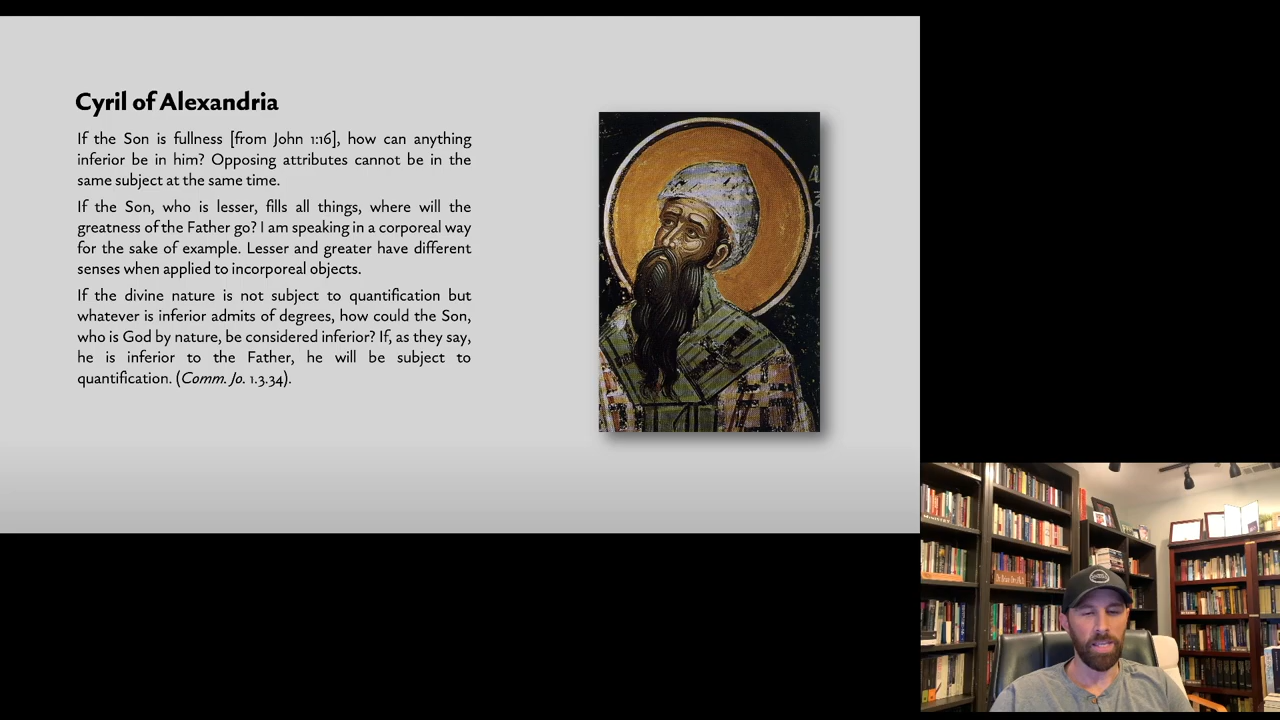 Cyril of Alexandria
If the Son is fullness [from John 1:16], how can anything
inferior be in him? Opposing attributes cannot be in the
same subject at the same time.
If the Son, who is lesser, fills all things, where will the
greatness of the Father go? I am speaking in a corporeal way
for the sake of example. Lesser and greater have different
senses when applied to incorporeal objects.
If the divine nature is not subject to quantification but
whatever is inferior admits of degrees, how could the Son,
who is God by nature, be considered inferior? If, as they say,
he is inferior to the Father, he will be subject to
quantification. (Comm. Jo. 1.3.34).
MINISTRY